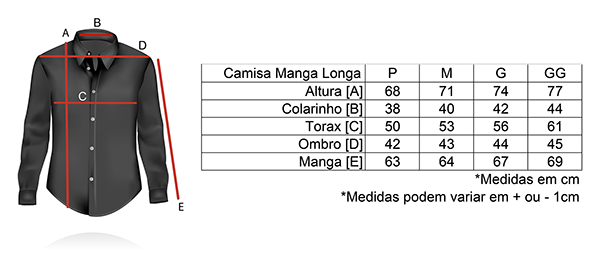 B
A
D
C
E
Camisa Manga Longa P M G GG
Altura [A] 68 71 74 77
Colarinho [B] 38 40 42 44
Torax [C] 50 53 56 61
Ombro [D] 42 43 44 45
Manga [E] 63 64 67 69
*Medidas em cm
*Medidas podem variar em + ou - 1cm